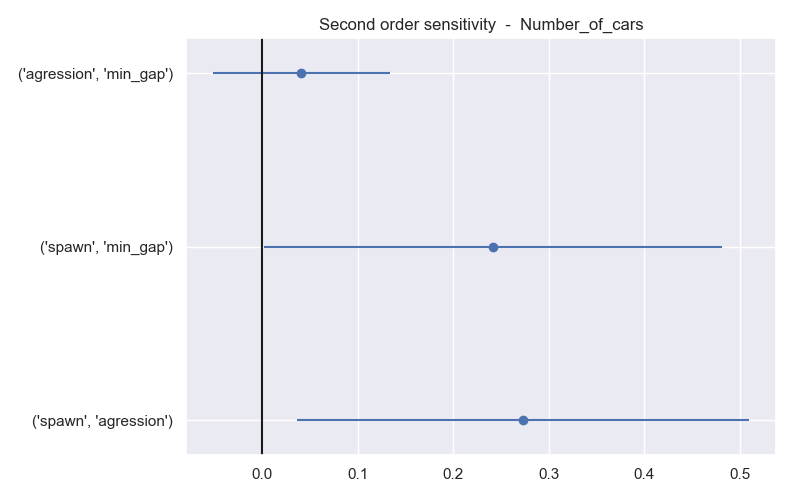 Second order sensitivity  -  Number_of_cars
('agression', 'min_gap')
('spawn', 'min_gap')
('spawn', 'agression')
0.0 0.1 0.2 0.3 0.4 0.5